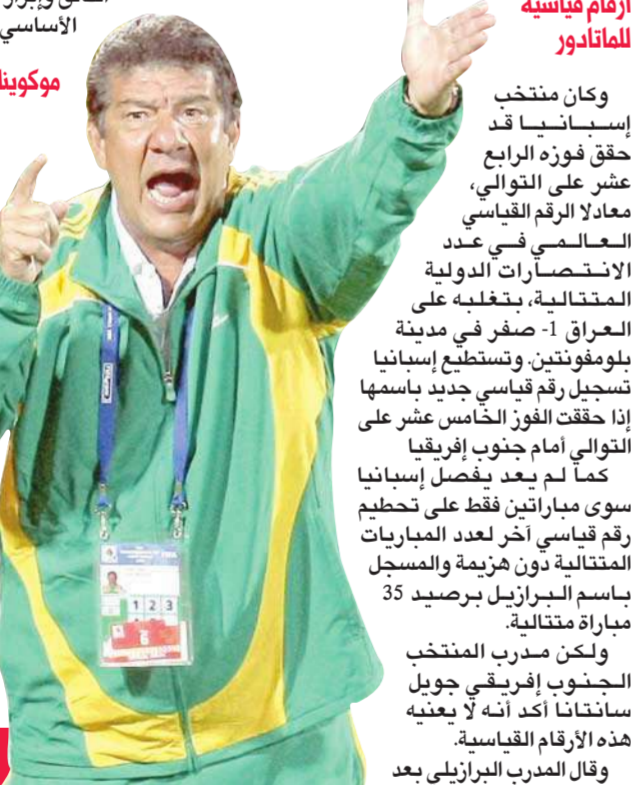 الأساسي
أرقام قياسية
للماتادور
وكان منتخب
إسبانيا قد
حقق فوزه الرابع
عشر على التوالي،
معادلا الرقم القياسي
العالمي في عدد
الانتصارات الدولية
المتتالية، بتغلبه على
العراق 1- صفر في مدينة
بلومفونتين. وتستطيع إسبانيا
تسجيل رقم قياسي جديد باسمها
إذا حققت الفوز الخامس عشر على
التوالي أمام جنوب إفريقيا
كما لم يعد يفصل إسبانيا
سوى مباراتين فقط على تحطيم
رقم قياسي آخر لعدد المباريات
المتتالية دون هزيمة والمسجل
باسم البرازيل برصيد 35
مباراة متتالية.
ولكن مدرب المنتخب
الجنوب إفريقي جويل
سانتانا أكد أنه لا يعنيه
هذه الأرقام القياسية.
وقال المدرب البرازيلي بعد
1 2 3
6